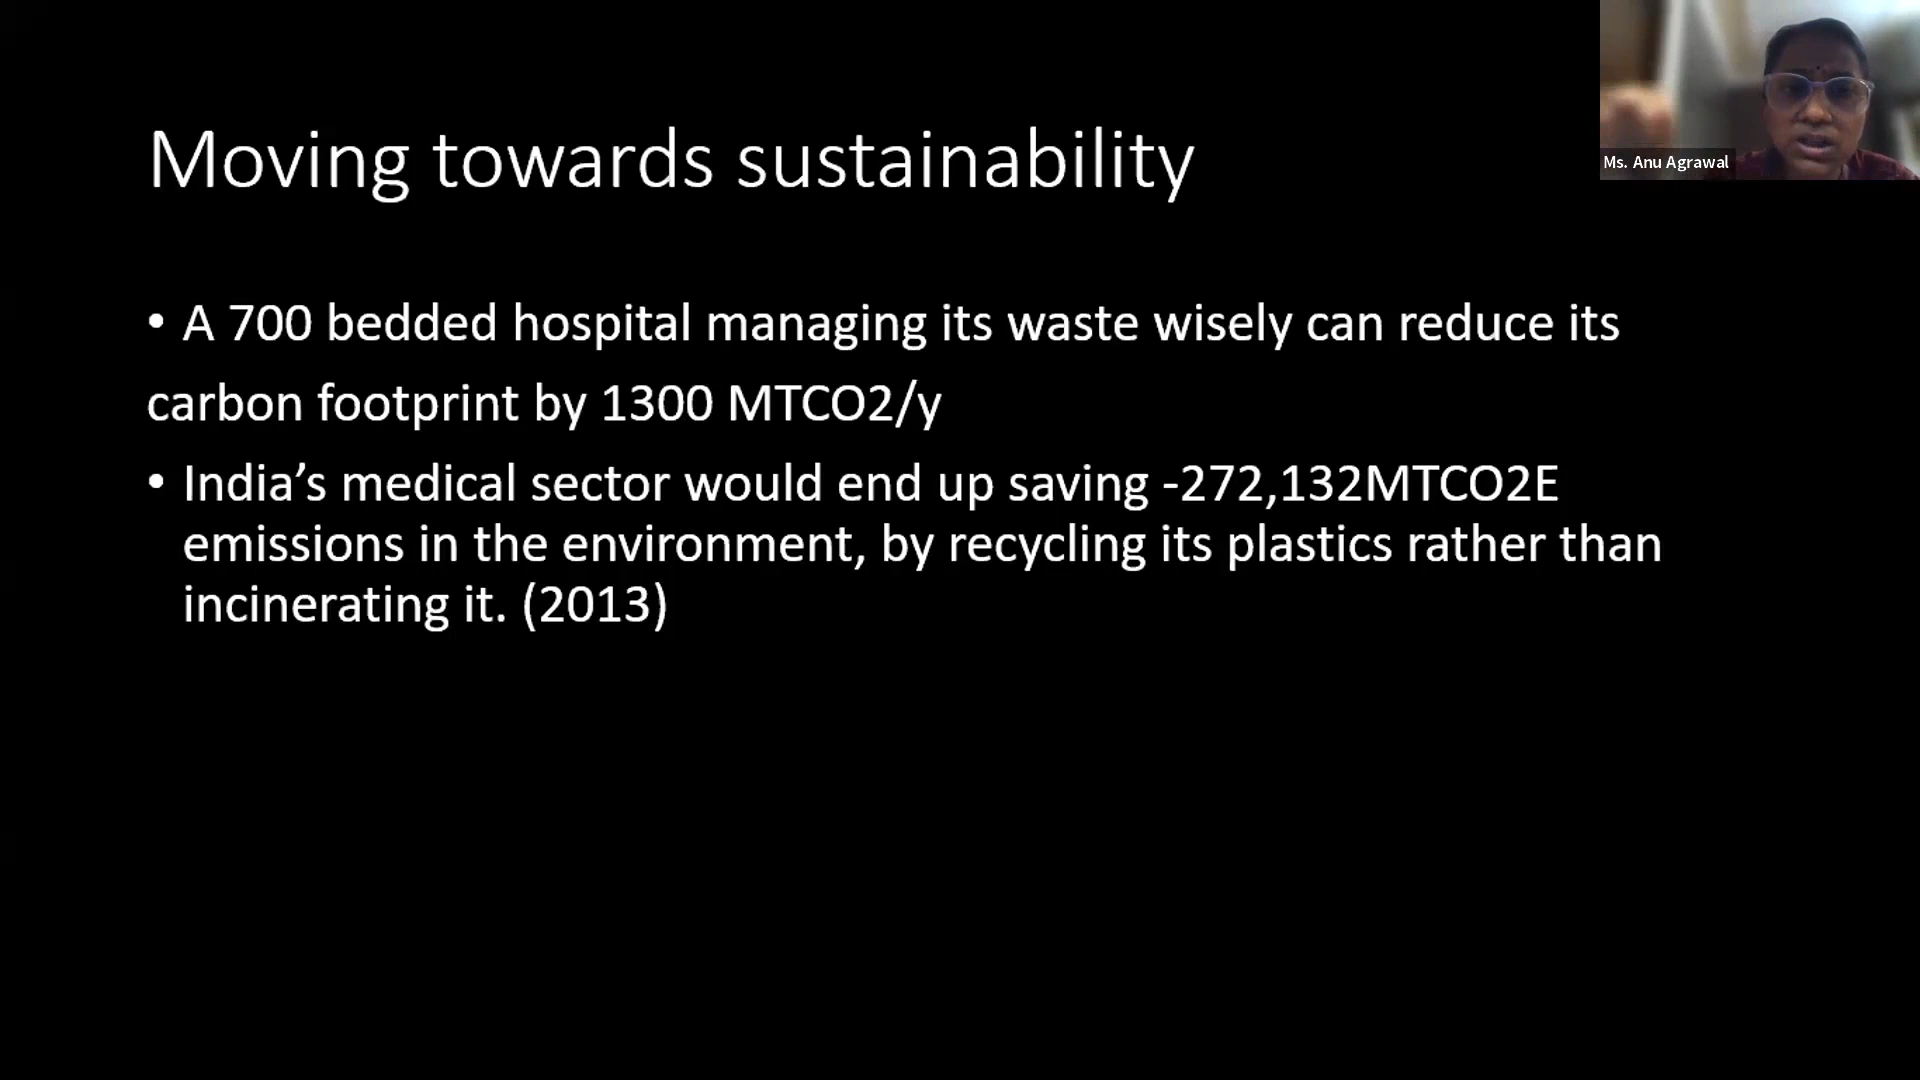 Moving towards sustainability
• A 700 bedded hospital managing its waste wisely can reduce its
carbon footprint by 1300 MTCO2/y
• India’s medical sector would end up saving -272,132MTCO2E
emissions in the environment, by recycling its plastics rather than
incinerating it. (2013)
Ms. Anu Agrawal